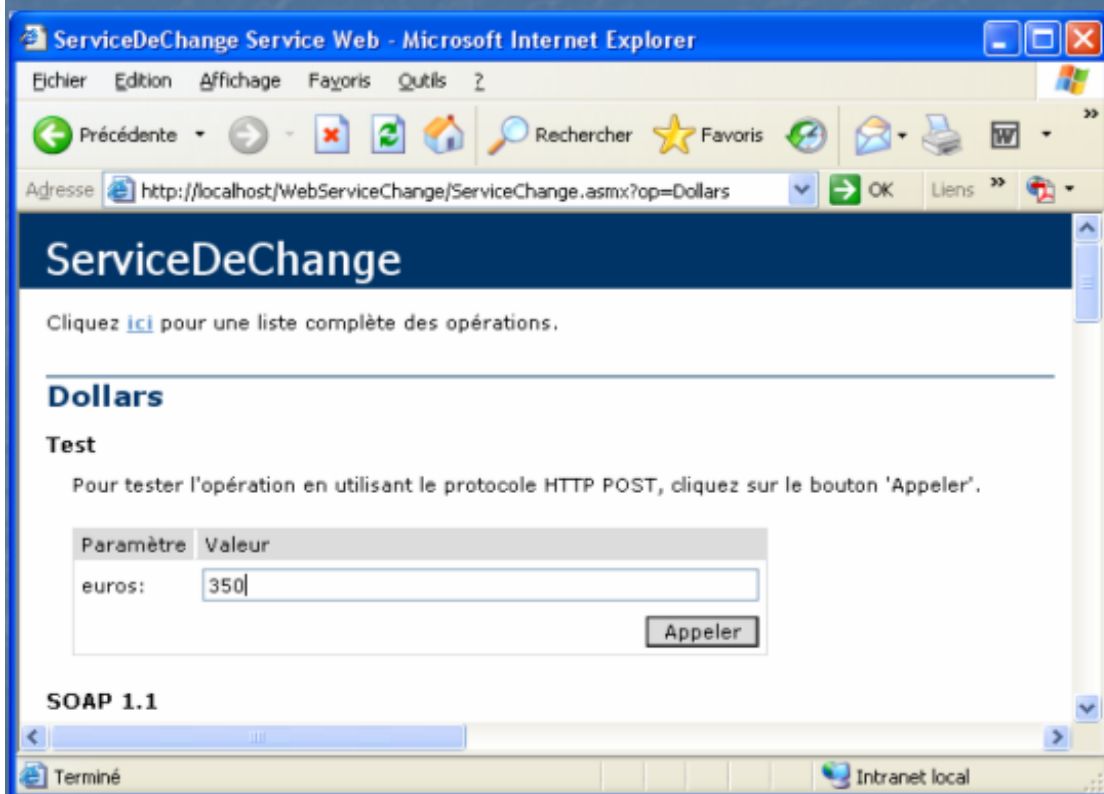 ServiceDeChange Service Web - Microsoft Internet Explorer
Fichier Edition Affichage Favoris Outils ?
Précédente Rechercher Favoris
Adresse http://localhost/WebServiceChange/ServiceChange.asmx?op=Dollars OK Liens
ServiceDeChange
Cliquez ici pour une liste complète des opérations.
Dollars
Test
Pour tester l'opération en utilisant le protocole HTTP POST, cliquez sur le bouton 'Appeler'.
Paramètre Valeur
euros: 350
Appeler
SOAP 1.1
Terminé Intranet local